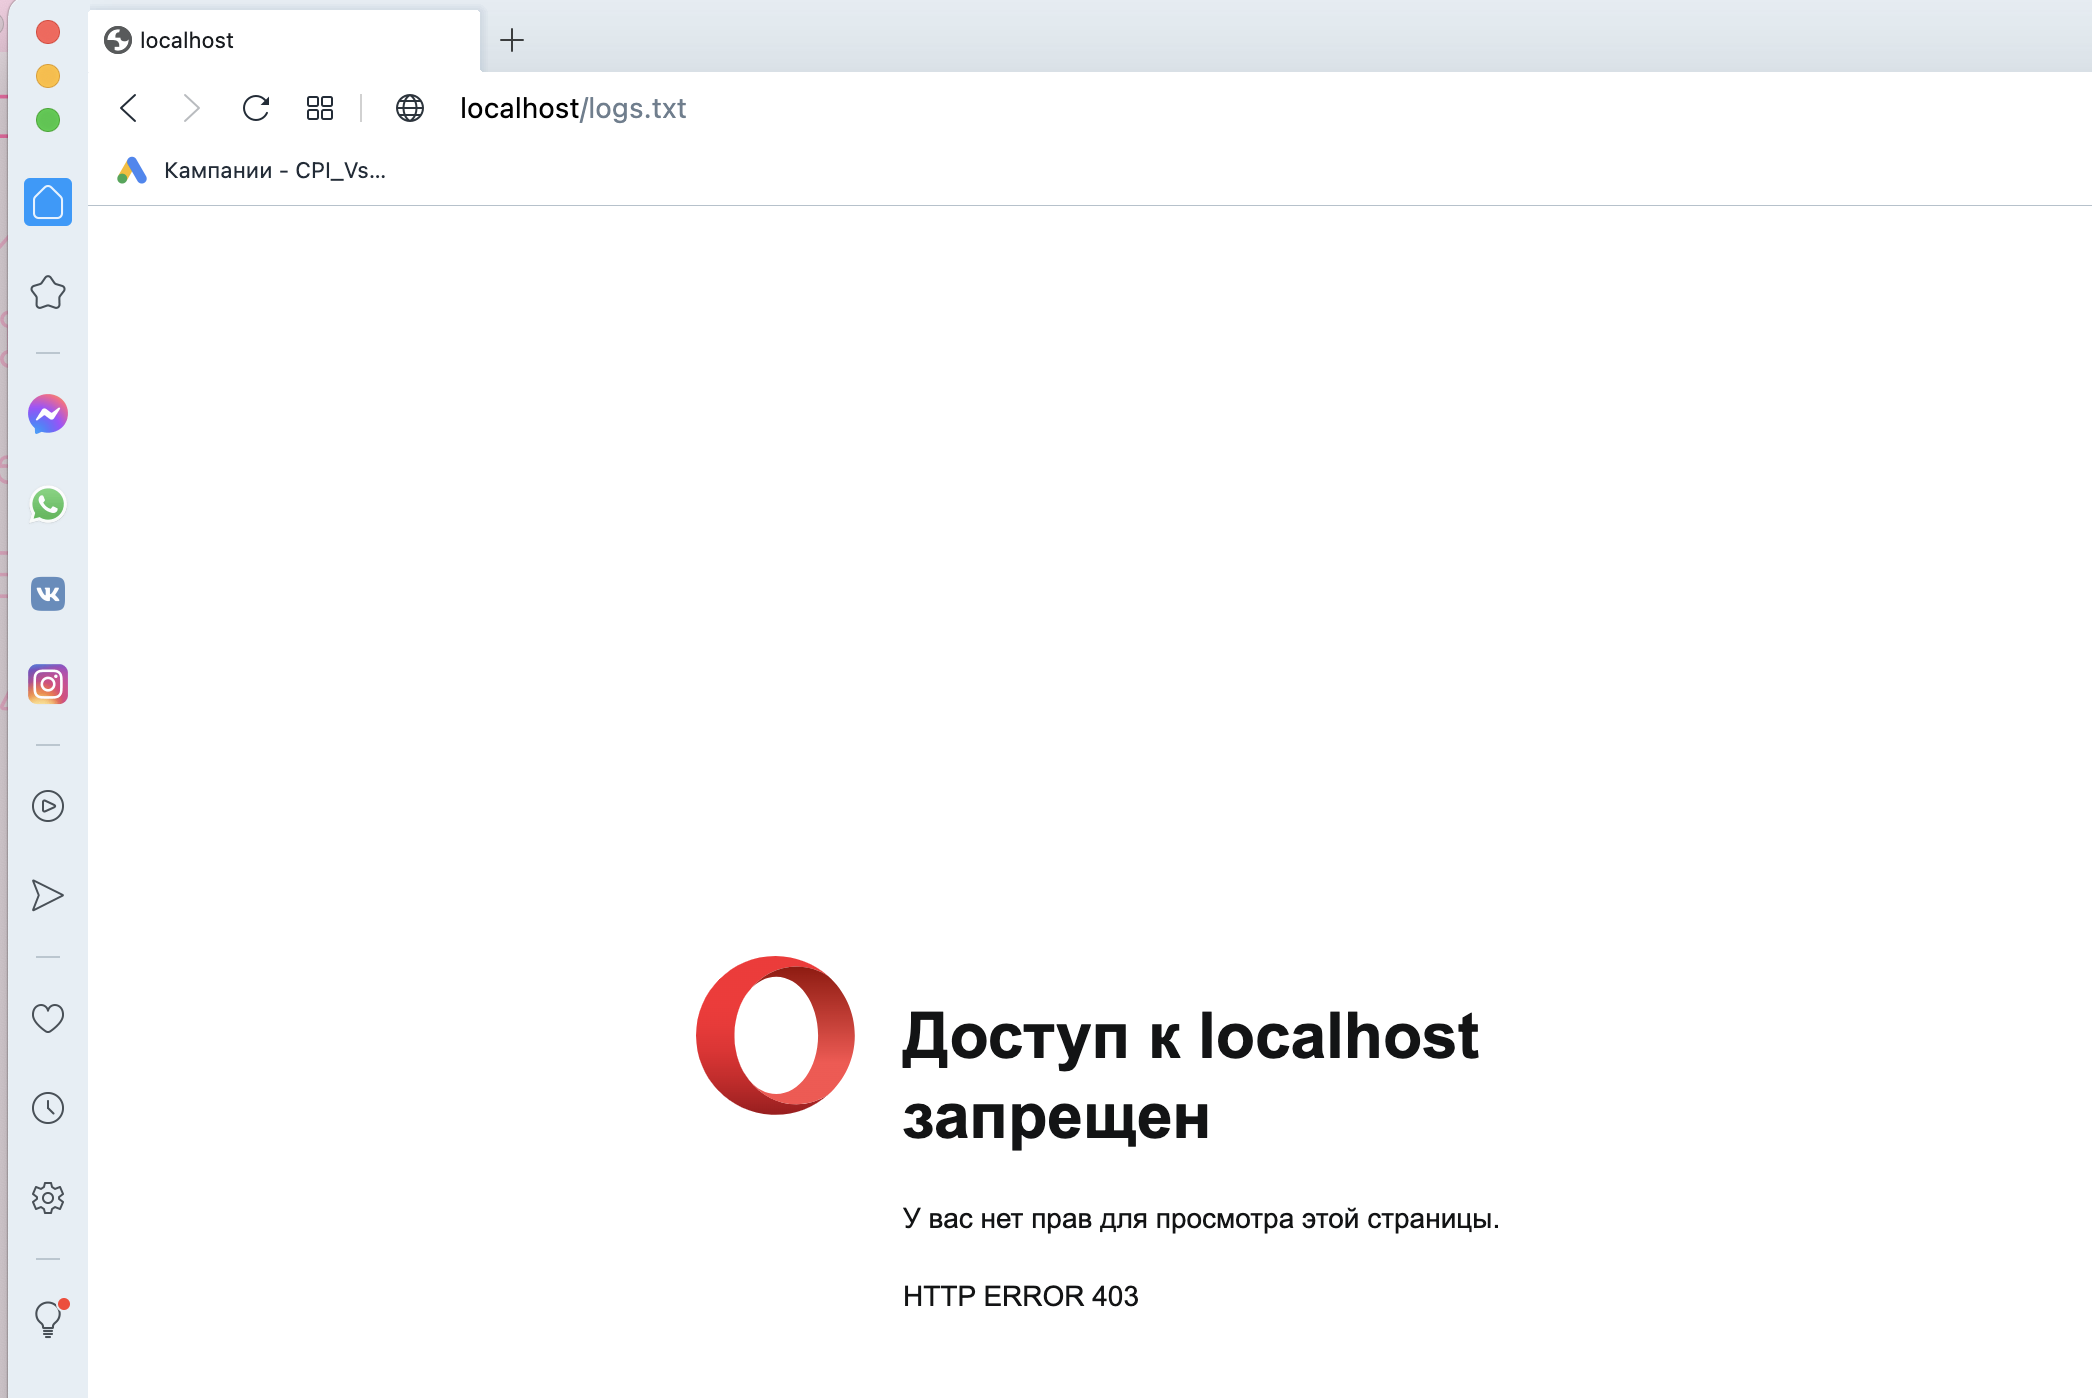 localhost
localhost/logs.txt
Кампании - CPI_Vs...
Доступ к localhost
запрещен
У вас нет прав для просмотра этой страницы.
HTTP ERROR 403